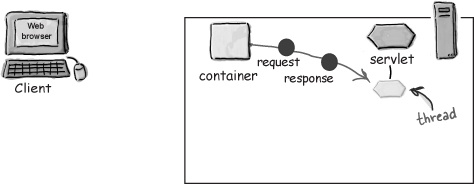 Web
browser
Client
container
request
response
servlet
thread